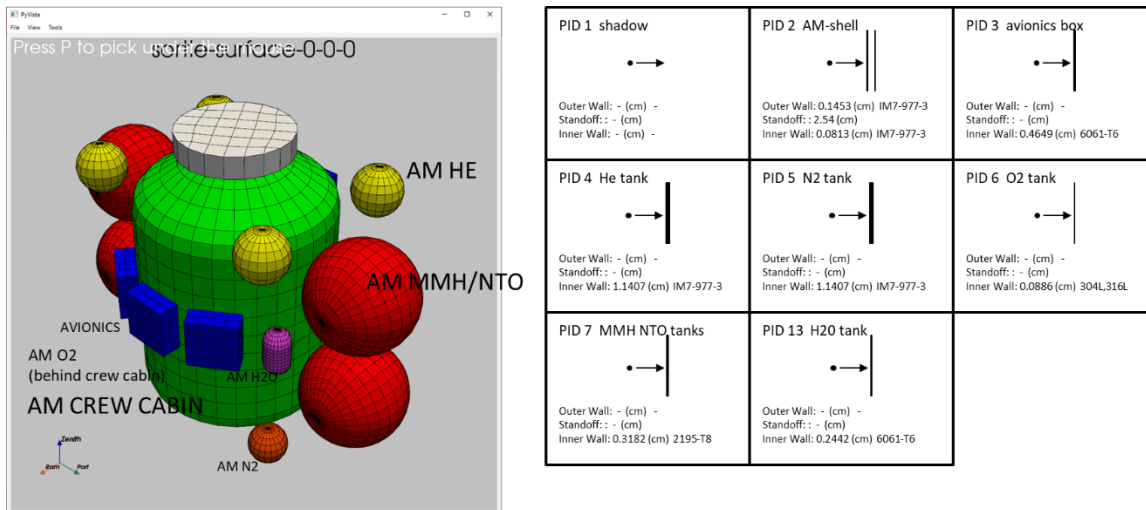 PyVista
File View Tools
Press P to pick under the mouse
sortie-surface-0-0-0
AM HE
AM MMH/NTO
AVIONICS
AM O2
(behind crew cabin)
AM H2O
AM CREW CABIN
AM N2
Zenith
Ram
Port
PID 1 shadow
Outer Wall: - (cm) -
Standoff: : - (cm)
Inner Wall: - (cm) -
PID 2 AM-shell
Outer Wall: 0.1453 (cm) IM7-977-3
Standoff: : 2.54 (cm)
Inner Wall: 0.0813 (cm) IM7-977-3
PID 3 avionics box
Outer Wall: - (cm) -
Standoff: : - (cm)
Inner Wall: 0.4649 (cm) 6061-T6
PID 4 He tank
Outer Wall: - (cm) -
Standoff: : - (cm)
Inner Wall: 1.1407 (cm) IM7-977-3
PID 5 N2 tank
Outer Wall: - (cm) -
Standoff: : - (cm)
Inner Wall: 1.1407 (cm) IM7-977-3
PID 6 O2 tank
Outer Wall: - (cm) -
Standoff: : - (cm)
Inner Wall: 0.0886 (cm) 304L,316L
PID 7 MMH NTO tanks
Outer Wall: - (cm) -
Standoff: : - (cm)
Inner Wall: 0.3182 (cm) 2195-T8
PID 13 H20 tank
Outer Wall: - (cm) -
Standoff: : - (cm)
Inner Wall: 0.2442 (cm) 6061-T6